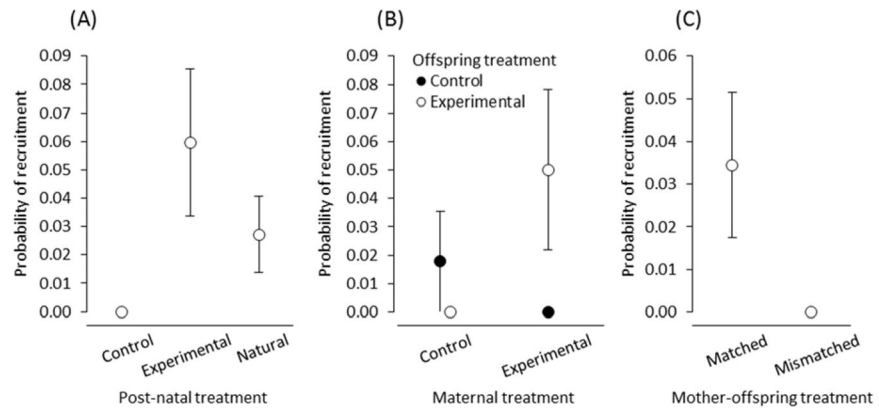 (A)
Probability of recruitment
0.09
0.08
0.07
0.06
0.05
0.04
0.03
0.02
0.01
0.00
Control
Experimental
Natural
Post-natal treatment
(B)
Probability of recruitment
0.09
0.08
0.07
0.06
0.05
0.04
0.03
0.02
0.01
0.00
Offspring treatment
Control
Experimental
Control
Experimental
Maternal treatment
(C)
Probability of recruitment
0.06
0.05
0.04
0.03
0.02
0.01
0.00
Matched
Mismatched
Mother-offspring treatment